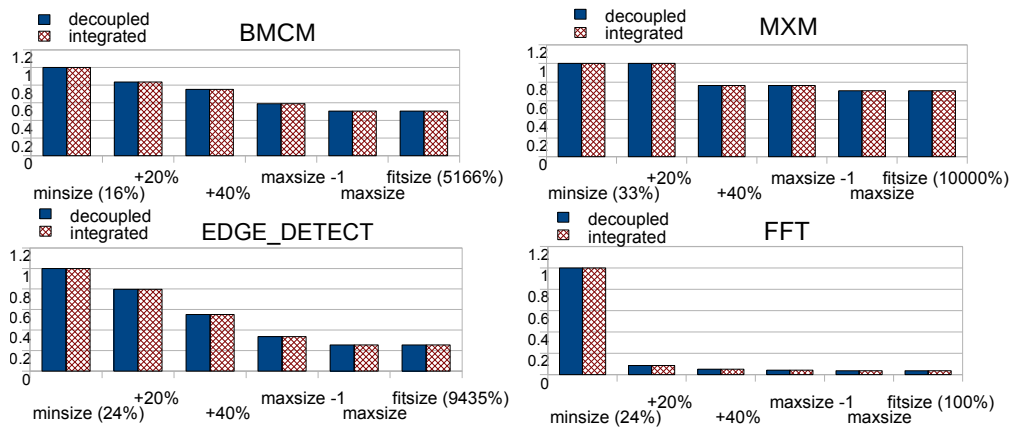 decoupled
integrated
BMCM
1.2
1
0.8
0.6
0.4
0.2
0
minsize (16%)
+20%
+40%
maxsize -1
maxsize
fitsize (5166%)
decoupled
integrated
MXM
1.2
1
0.8
0.6
0.4
0.2
0
minsize (33%)
+20%
+40%
maxsize -1
maxsize
fitsize (10000%)
decoupled
integrated
EDGE_DETECT
1.2
1
0.8
0.6
0.4
0.2
0
minsize (24%)
+20%
+40%
maxsize -1
maxsize
fitsize (9435%)
decoupled
integrated
FFT
1.2
1
0.8
0.6
0.4
0.2
0
minsize (24%)
+20%
+40%
maxsize -1
maxsize
fitsize (100%)